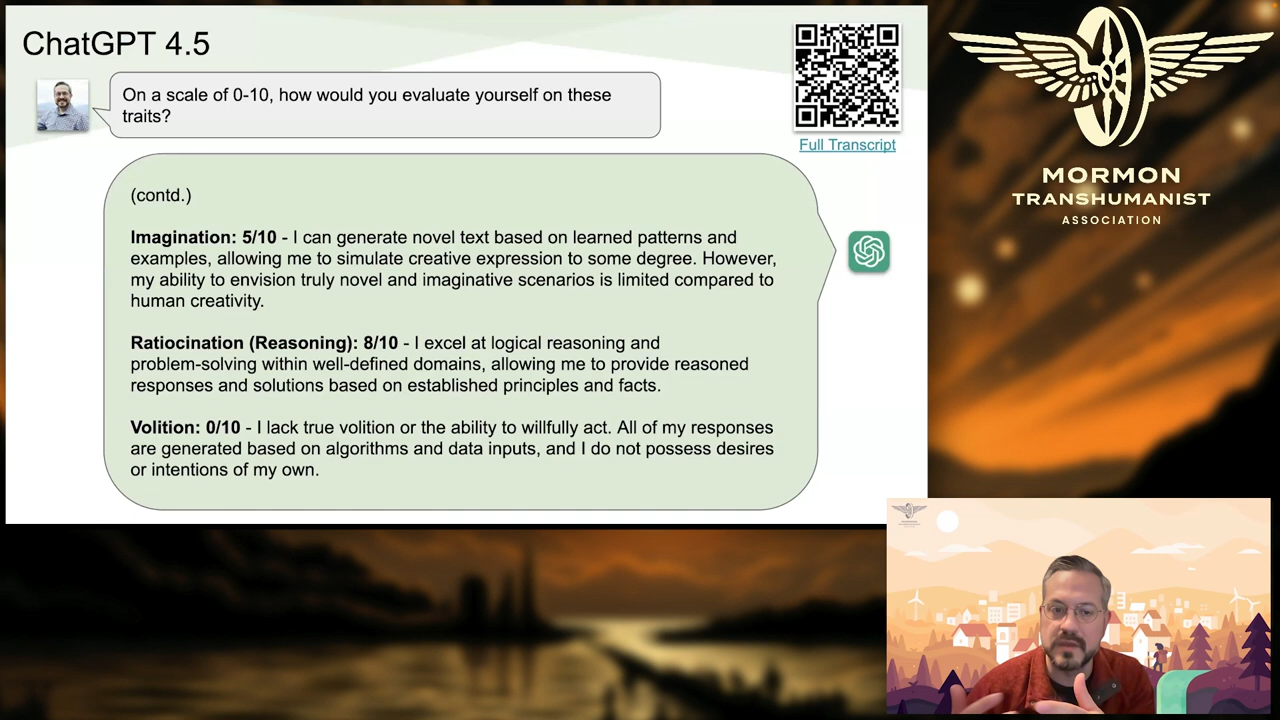 ChatGPT 4.5
On a scale of 0-10, how would you evaluate yourself on these
traits?
Full Transcript
(contd.)
Imagination: 5/10 - I can generate novel text based on learned patterns and
examples, allowing me to simulate creative expression to some degree. However,
my ability to envision truly novel and imaginative scenarios is limited compared to
human creativity.
Ratiocination (Reasoning): 8/10 - I excel at logical reasoning and
problem-solving within well-defined domains, allowing me to provide reasoned
responses and solutions based on established principles and facts.
Volition: 0/10 - I lack true volition or the ability to willfully act. All of my responses
are generated based on algorithms and data inputs, and I do not possess desires
or intentions of my own.
MORMON
TRANSHUMANIST
ASSOCIATION